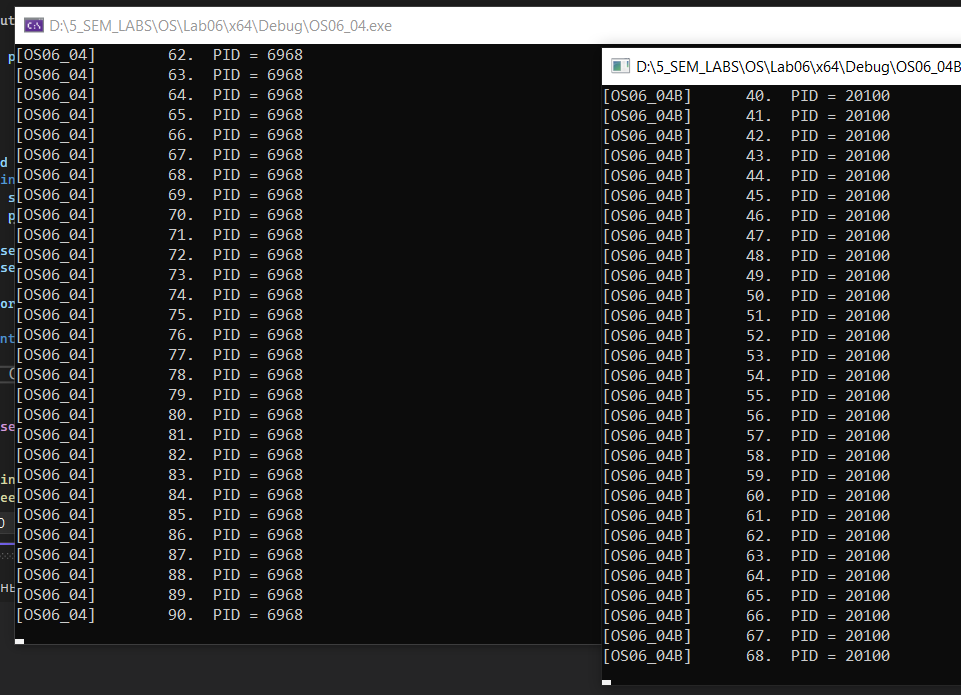 D:\5_SEM_LABS\OS\Lab06\x64\Debug\OS06_04.exe
[OS06_04] 62. PID = 6968
[OS06_04] 63. PID = 6968
[OS06_04] 64. PID = 6968
[OS06_04] 65. PID = 6968
[OS06_04] 66. PID = 6968
[OS06_04] 67. PID = 6968
[OS06_04] 68. PID = 6968
[OS06_04] 69. PID = 6968
[OS06_04] 70. PID = 6968
[OS06_04] 71. PID = 6968
[OS06_04] 72. PID = 6968
[OS06_04] 73. PID = 6968
[OS06_04] 74. PID = 6968
[OS06_04] 75. PID = 6968
[OS06_04] 76. PID = 6968
[OS06_04] 77. PID = 6968
[OS06_04] 78. PID = 6968
[OS06_04] 79. PID = 6968
[OS06_04] 80. PID = 6968
[OS06_04] 81. PID = 6968
[OS06_04] 82. PID = 6968
[OS06_04] 83. PID = 6968
[OS06_04] 84. PID = 6968
[OS06_04] 85. PID = 6968
[OS06_04] 86. PID = 6968
[OS06_04] 87. PID = 6968
[OS06_04] 88. PID = 6968
[OS06_04] 89. PID = 6968
[OS06_04] 90. PID = 6968
D:\5_SEM_LABS\OS\Lab06\x64\Debug\OS06_04B
[OS06_04B] 40. PID = 20100
[OS06_04B] 41. PID = 20100
[OS06_04B] 42. PID = 20100
[OS06_04B] 43. PID = 20100
[OS06_04B] 44. PID = 20100
[OS06_04B] 45. PID = 20100
[OS06_04B] 46. PID = 20100
[OS06_04B] 47. PID = 20100
[OS06_04B] 48. PID = 20100
[OS06_04B] 49. PID = 20100
[OS06_04B] 50. PID = 20100
[OS06_04B] 51. PID = 20100
[OS06_04B] 52. PID = 20100
[OS06_04B] 53. PID = 20100
[OS06_04B] 54. PID = 20100
[OS06_04B] 55. PID = 20100
[OS06_04B] 56. PID = 20100
[OS06_04B] 57. PID = 20100
[OS06_04B] 58. PID = 20100
[OS06_04B] 59. PID = 20100
[OS06_04B] 60. PID = 20100
[OS06_04B] 61. PID = 20100
[OS06_04B] 62. PID = 20100
[OS06_04B] 63. PID = 20100
[OS06_04B] 64. PID = 20100
[OS06_04B] 65. PID = 20100
[OS06_04B] 66. PID = 20100
[OS06_04B] 67. PID = 20100
[OS06_04B] 68. PID = 20100